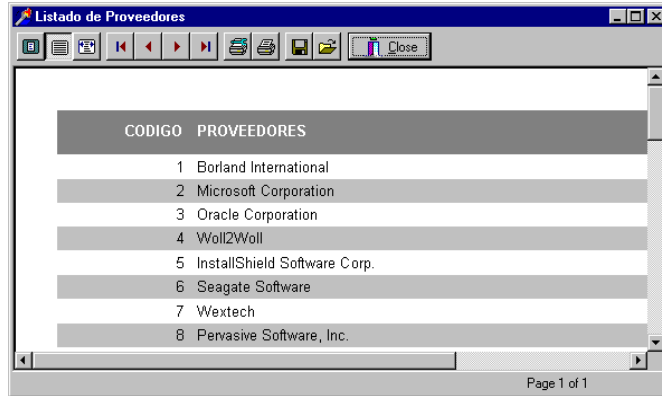 Listado de Proveedores
Close
CODIGO PROVEEDORES
1 Borland International
2 Microsoft Corporation
3 Oracle Corporation
4 Woll2Woll
5 InstallShield Software Corp.
6 Seagate Software
7 Wextech
8 Pervasive Software, Inc.
Page 1 of 1